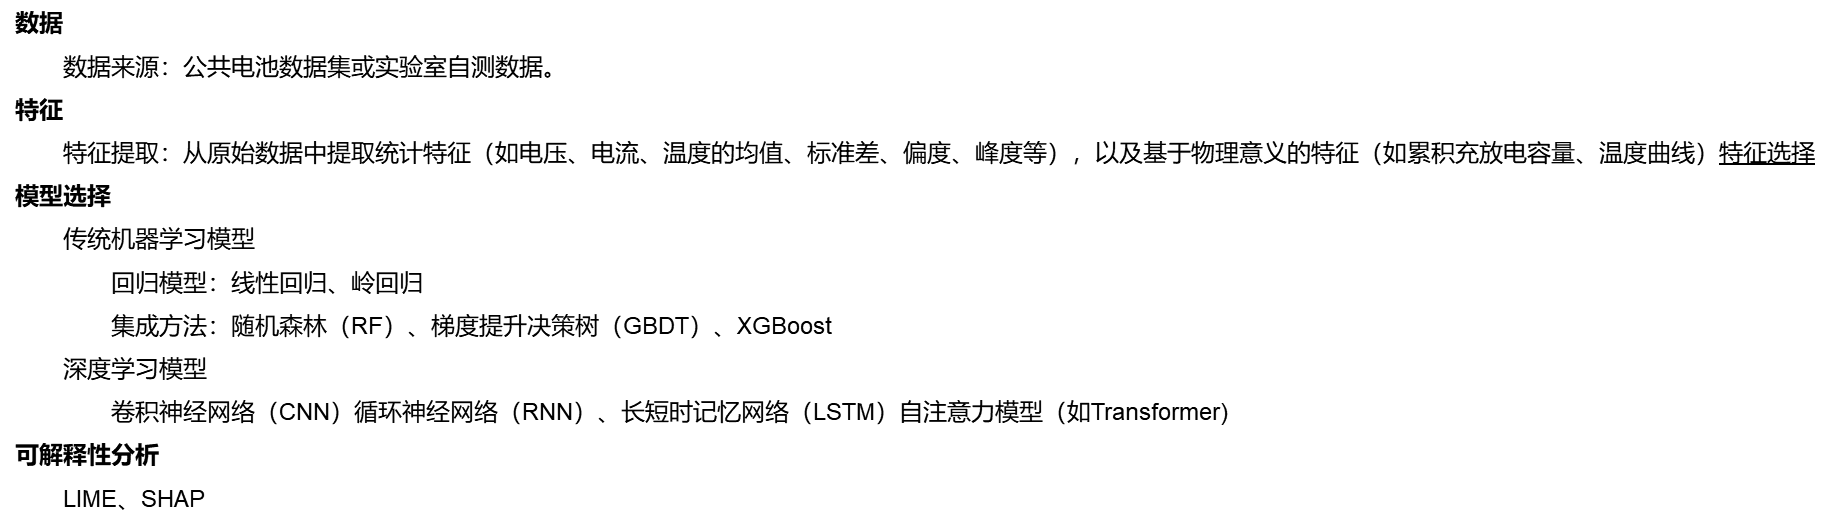 数据
数据来源：公共电池数据集或实验室自测数据。
特征
特征提取：从原始数据中提取统计特征（如电压、电流、温度的均值、标准差、偏度、峰度等），以及基于物理意义的特征（如累积充放电容量、温度曲线）特征选择
模型选择
传统机器学习模型
回归模型：线性回归、岭回归
集成方法：随机森林（RF）、梯度提升决策树（GBDT）、XGBoost
深度学习模型
卷积神经网络（CNN）循环神经网络（RNN）、长短时记忆网络（LSTM）自注意力模型（如Transformer)
可解释性分析
LIME、SHAP